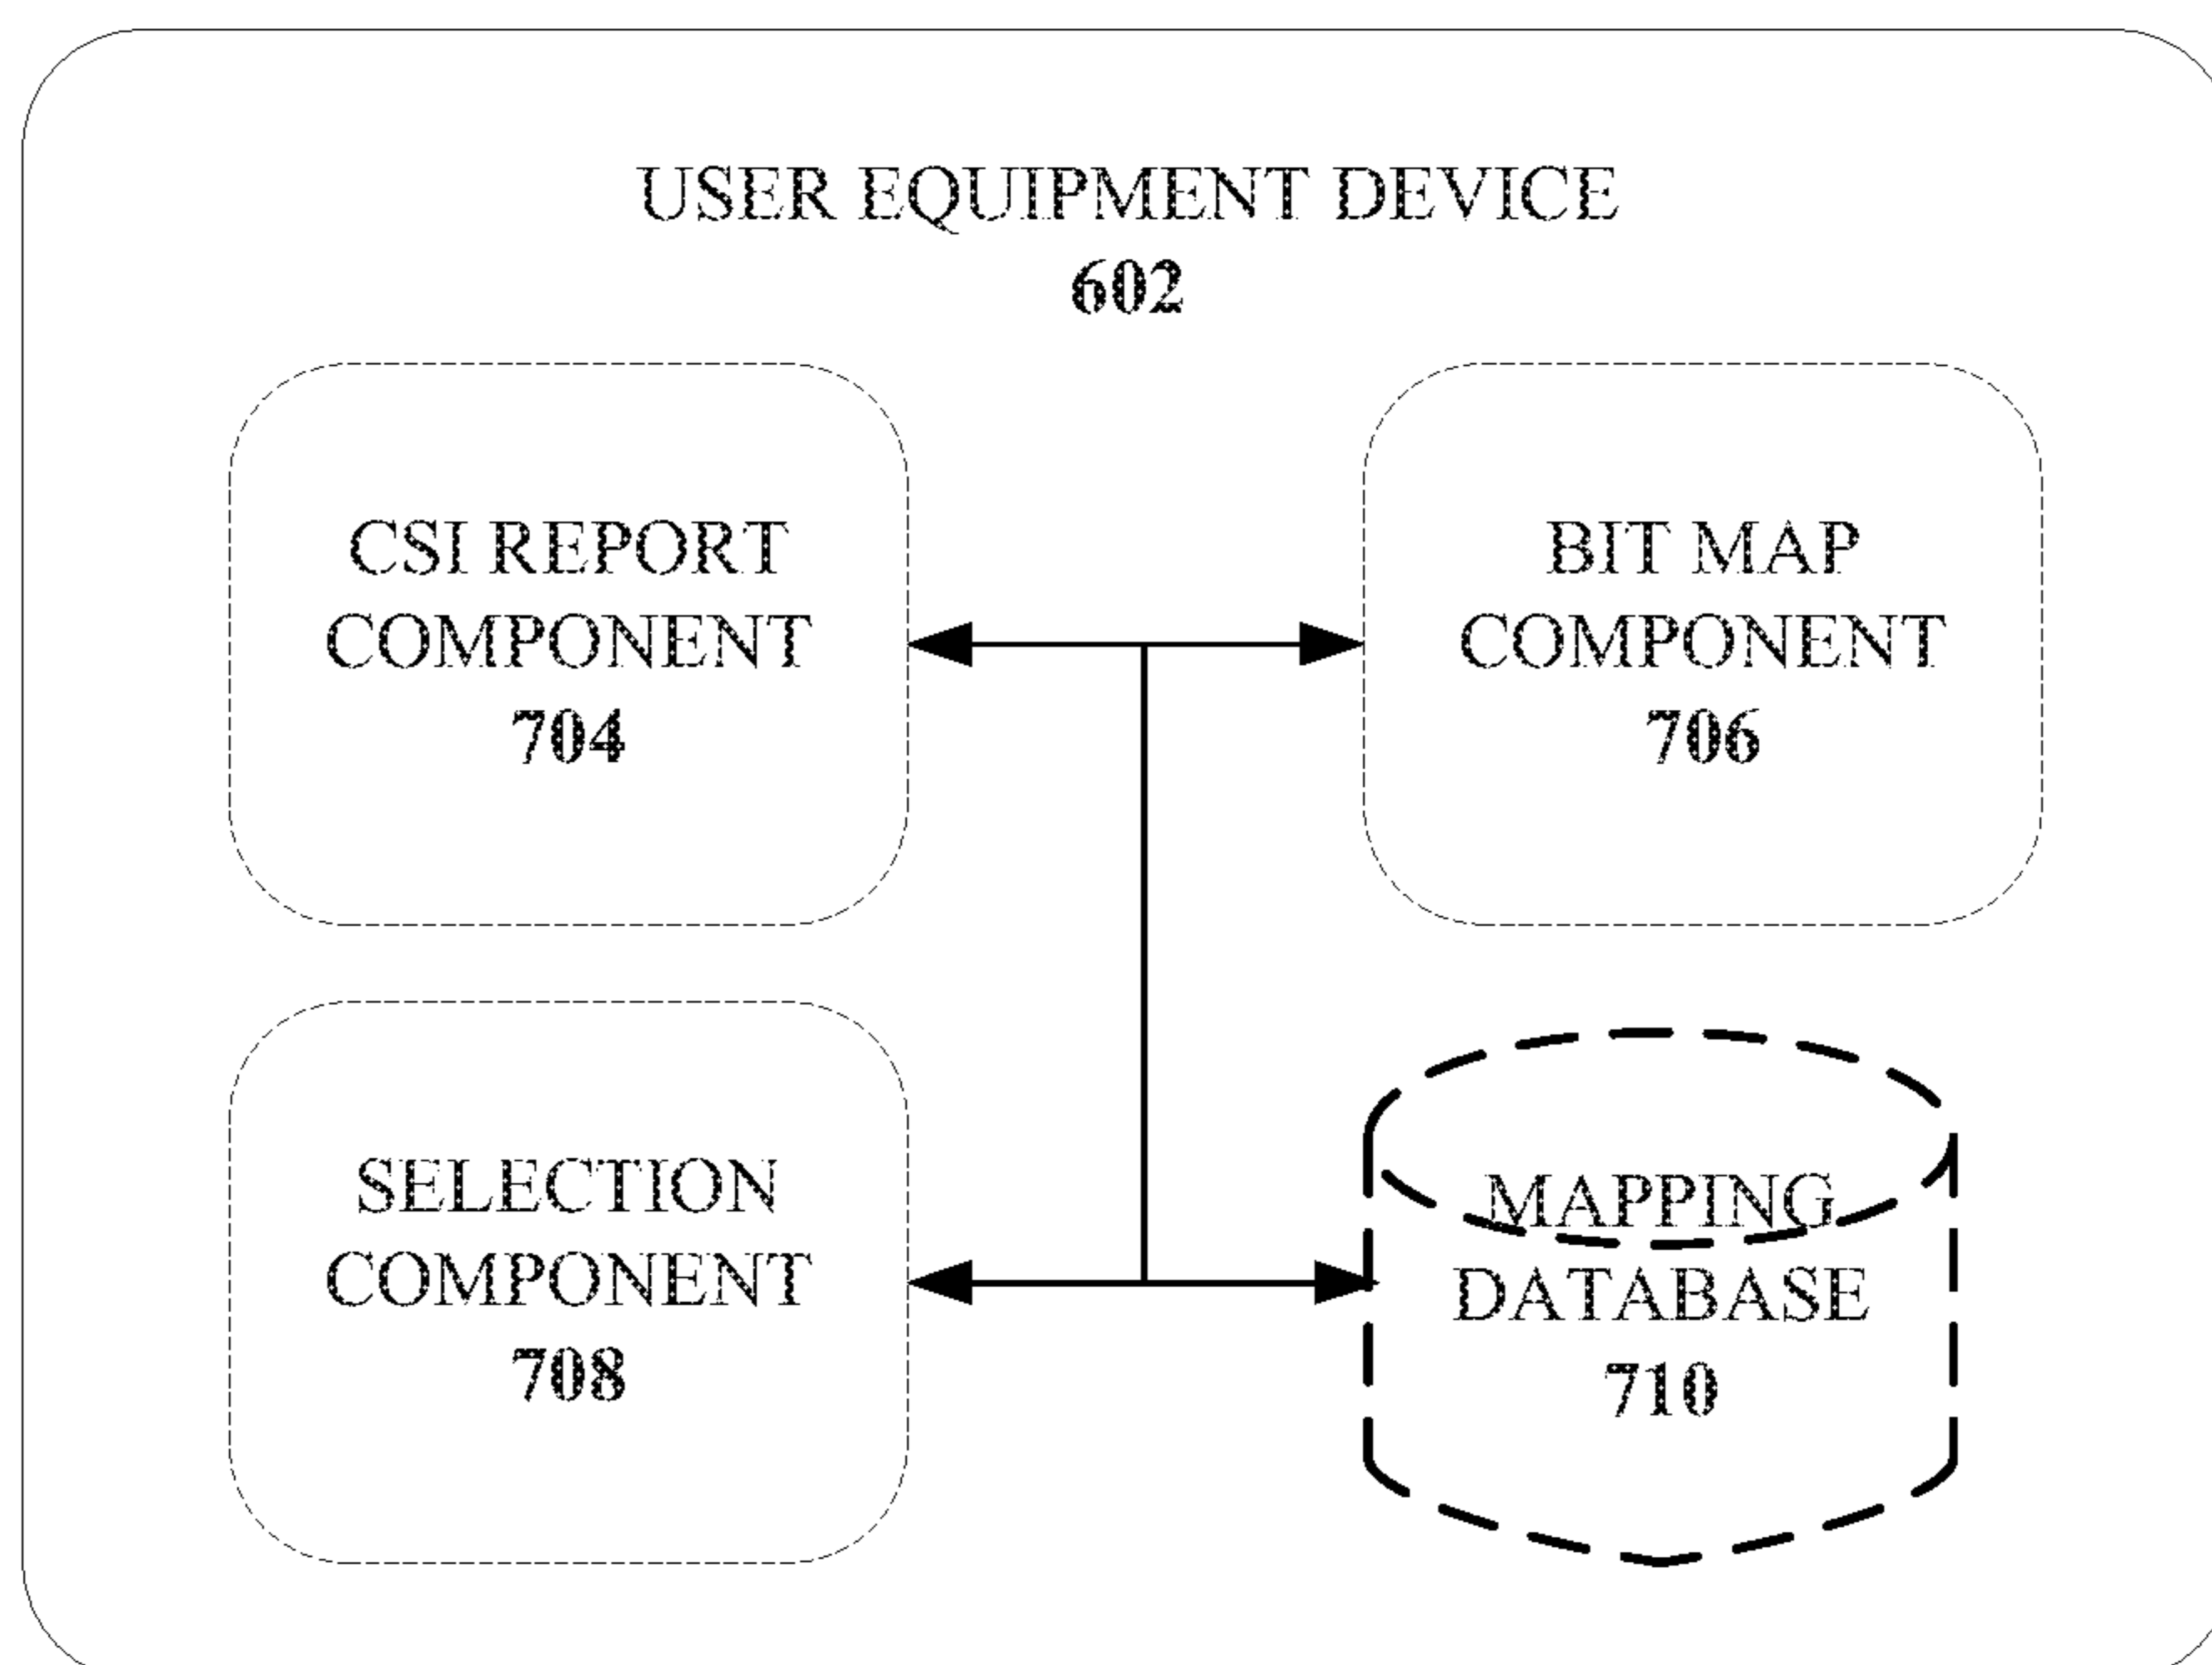 USER EQUIPMENT DEVICE
602
CSI REPORT
COMPONENT
704
BIT MAP
COMPONENT
706
SELECTION
COMPONENT
708
MAPPING
DATABASE
710